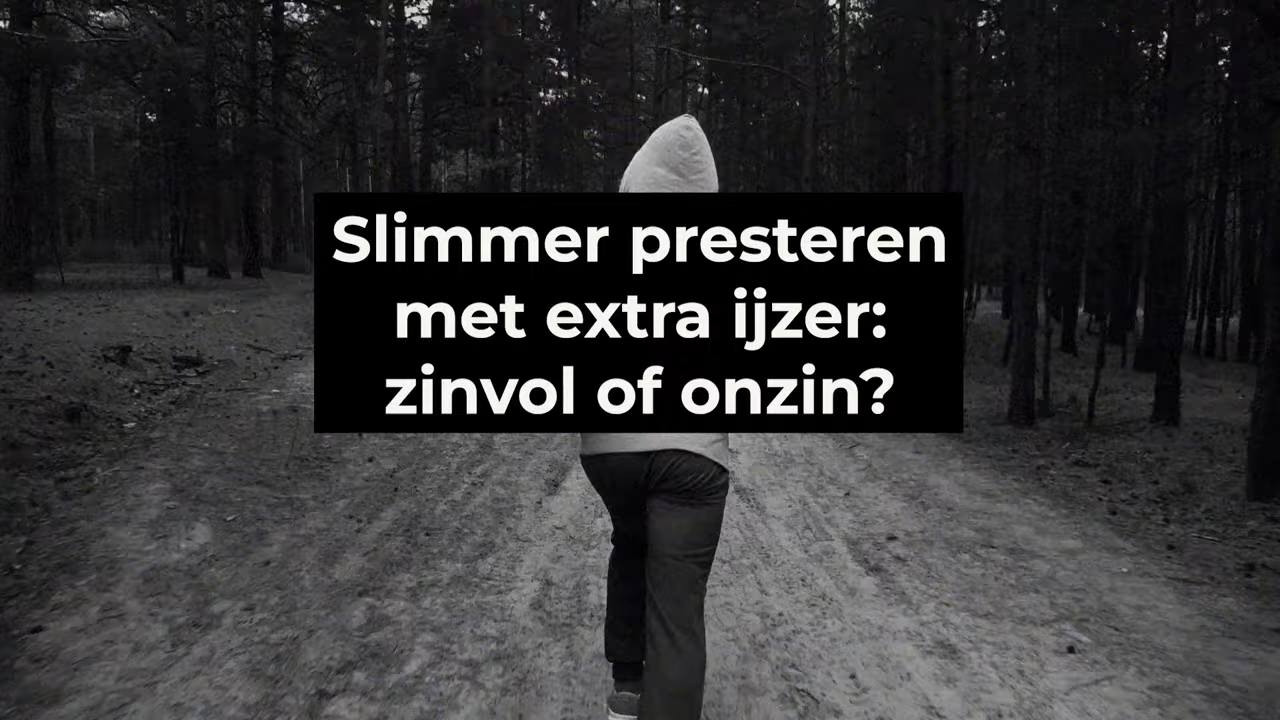 Slimmer presteren
met extra ijzer:
zinvol of onzin?